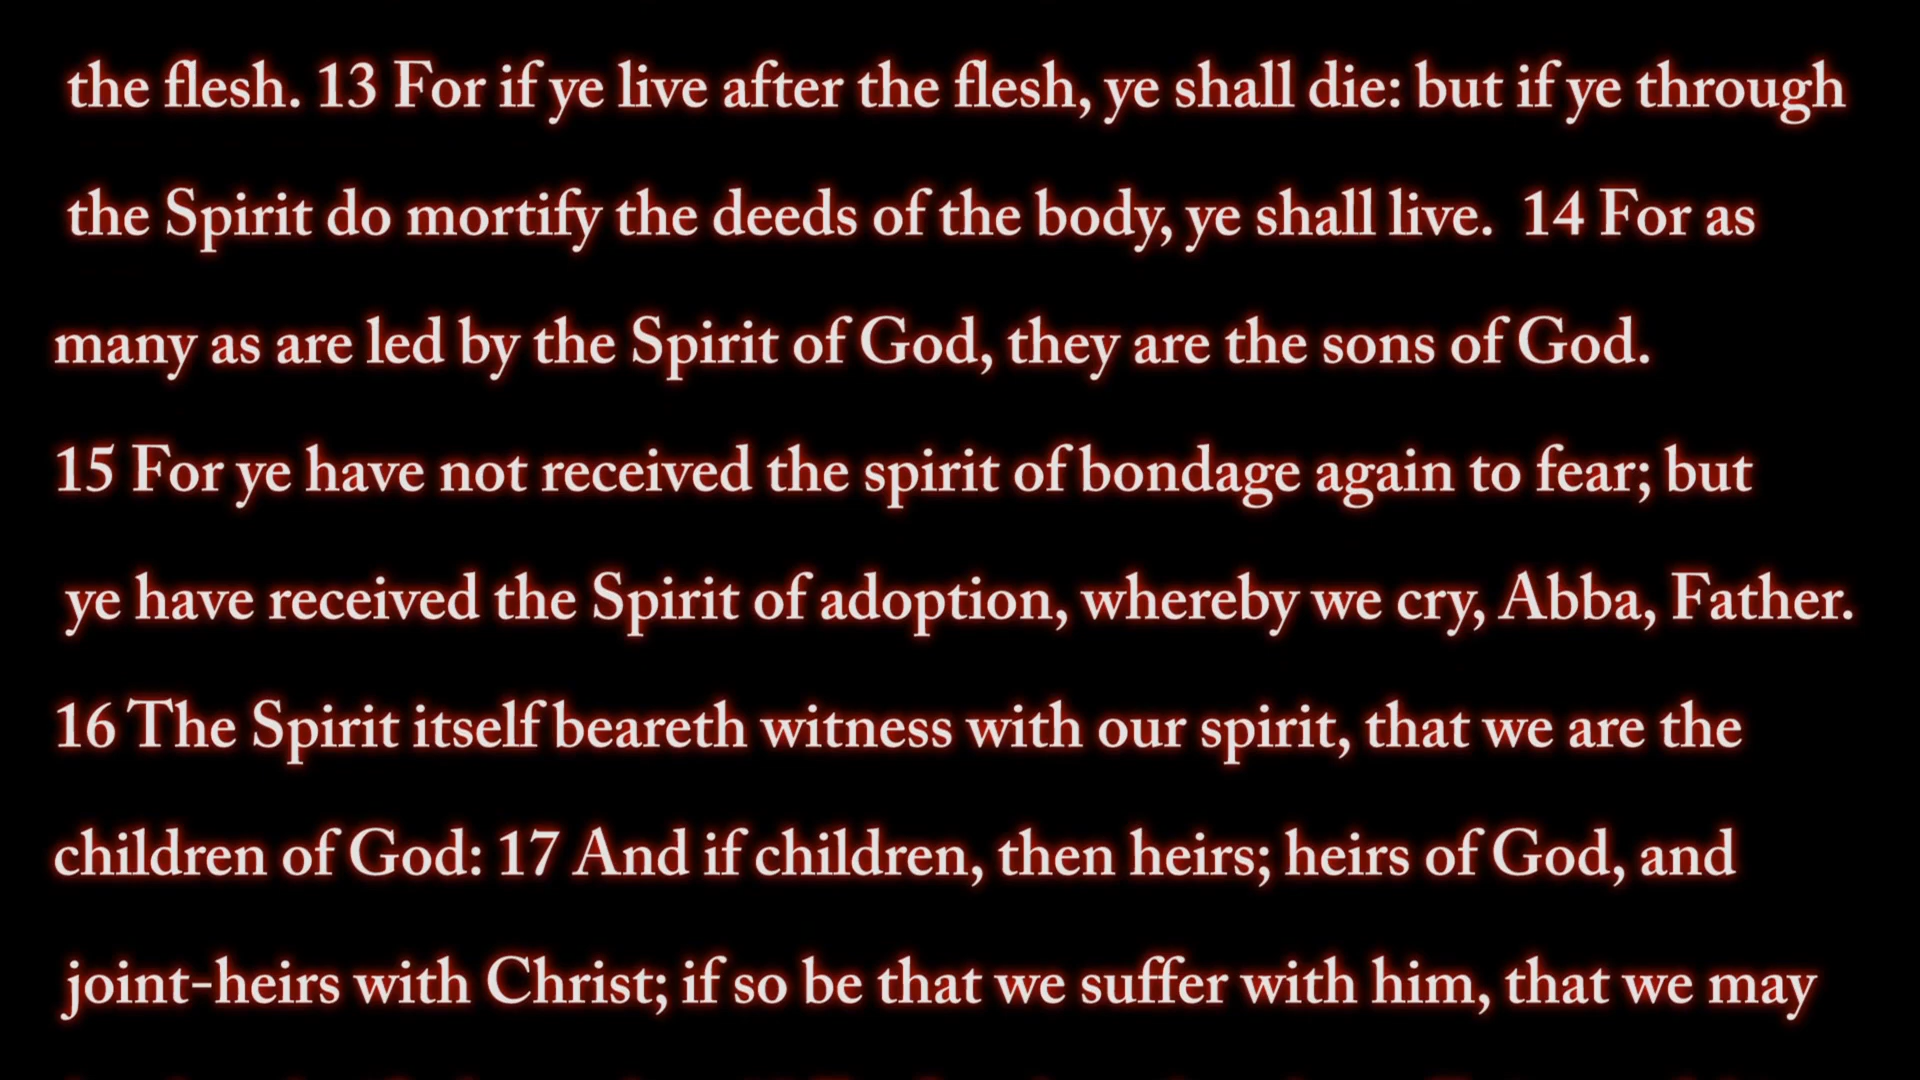 the flesh. 13 For if ye live after the flesh, ye shall die: but if ye through
the Spirit do mortify the deeds of the body, ye shall live. 14 For as
many as are led by the Spirit of God, they are the sons of God.
15 For ye have not received the spirit of bondage again to fear; but
ye have received the Spirit of adoption, whereby we cry, Abba, Father.
16 The Spirit itself beareth witness with our spirit, that we are the
children of God: 17 And if children, then heirs; heirs of God, and
joint-heirs with Christ; if so be that we suffer with him, that we may